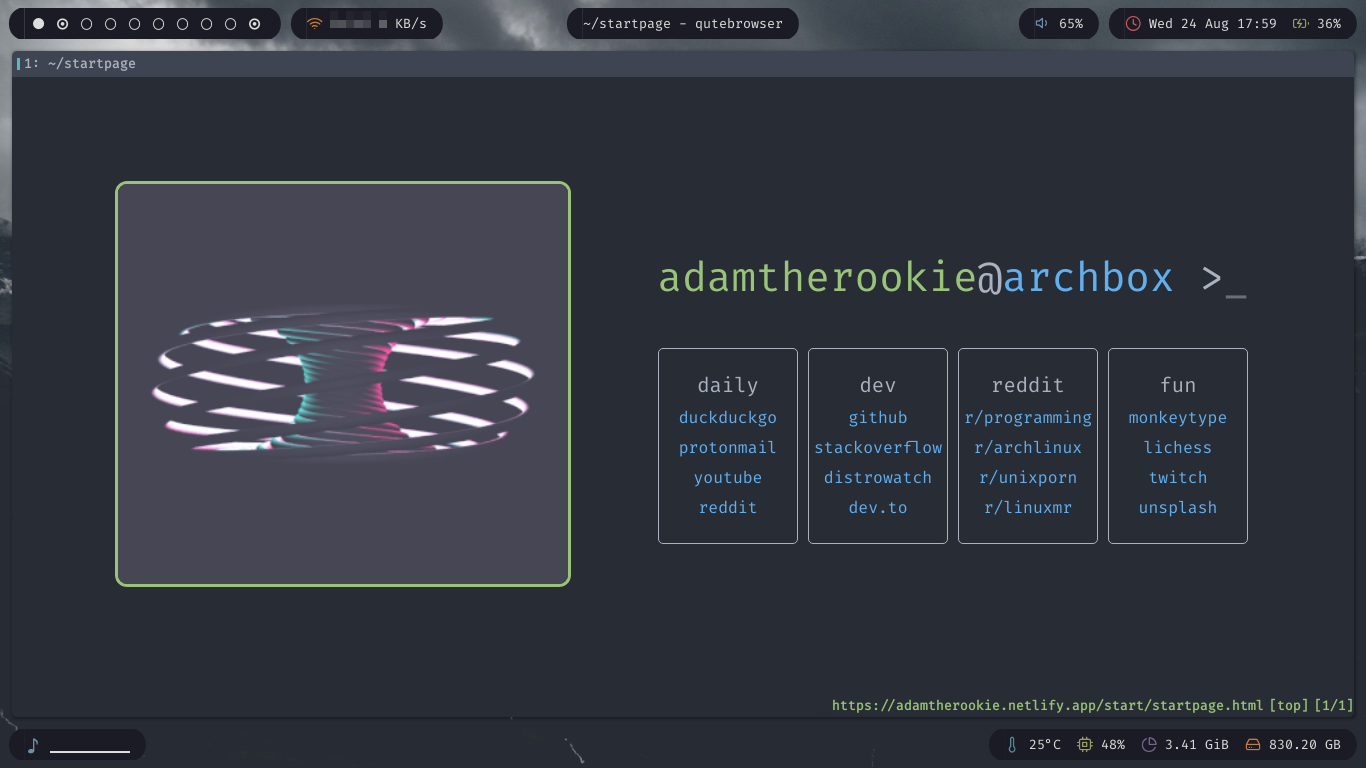 KB/s
~/startpage - qutebrowser
65%
Wed 24 Aug 17:59
36%
1: ~/startpage
adamtherookie@archbox >_
daily
duckduckgo
protonmail
youtube
reddit
dev
github
stackoverflow
distrowatch
dev.to
reddit
r/programming
r/archlinux
r/unixporn
r/linuxmr
fun
monkeytype
lichess
twitch
unsplash
https://adamtherookie.netlify.app/start/startpage.html [top] [1/1]
25°C
48%
3.41 GiB
830.20 GB